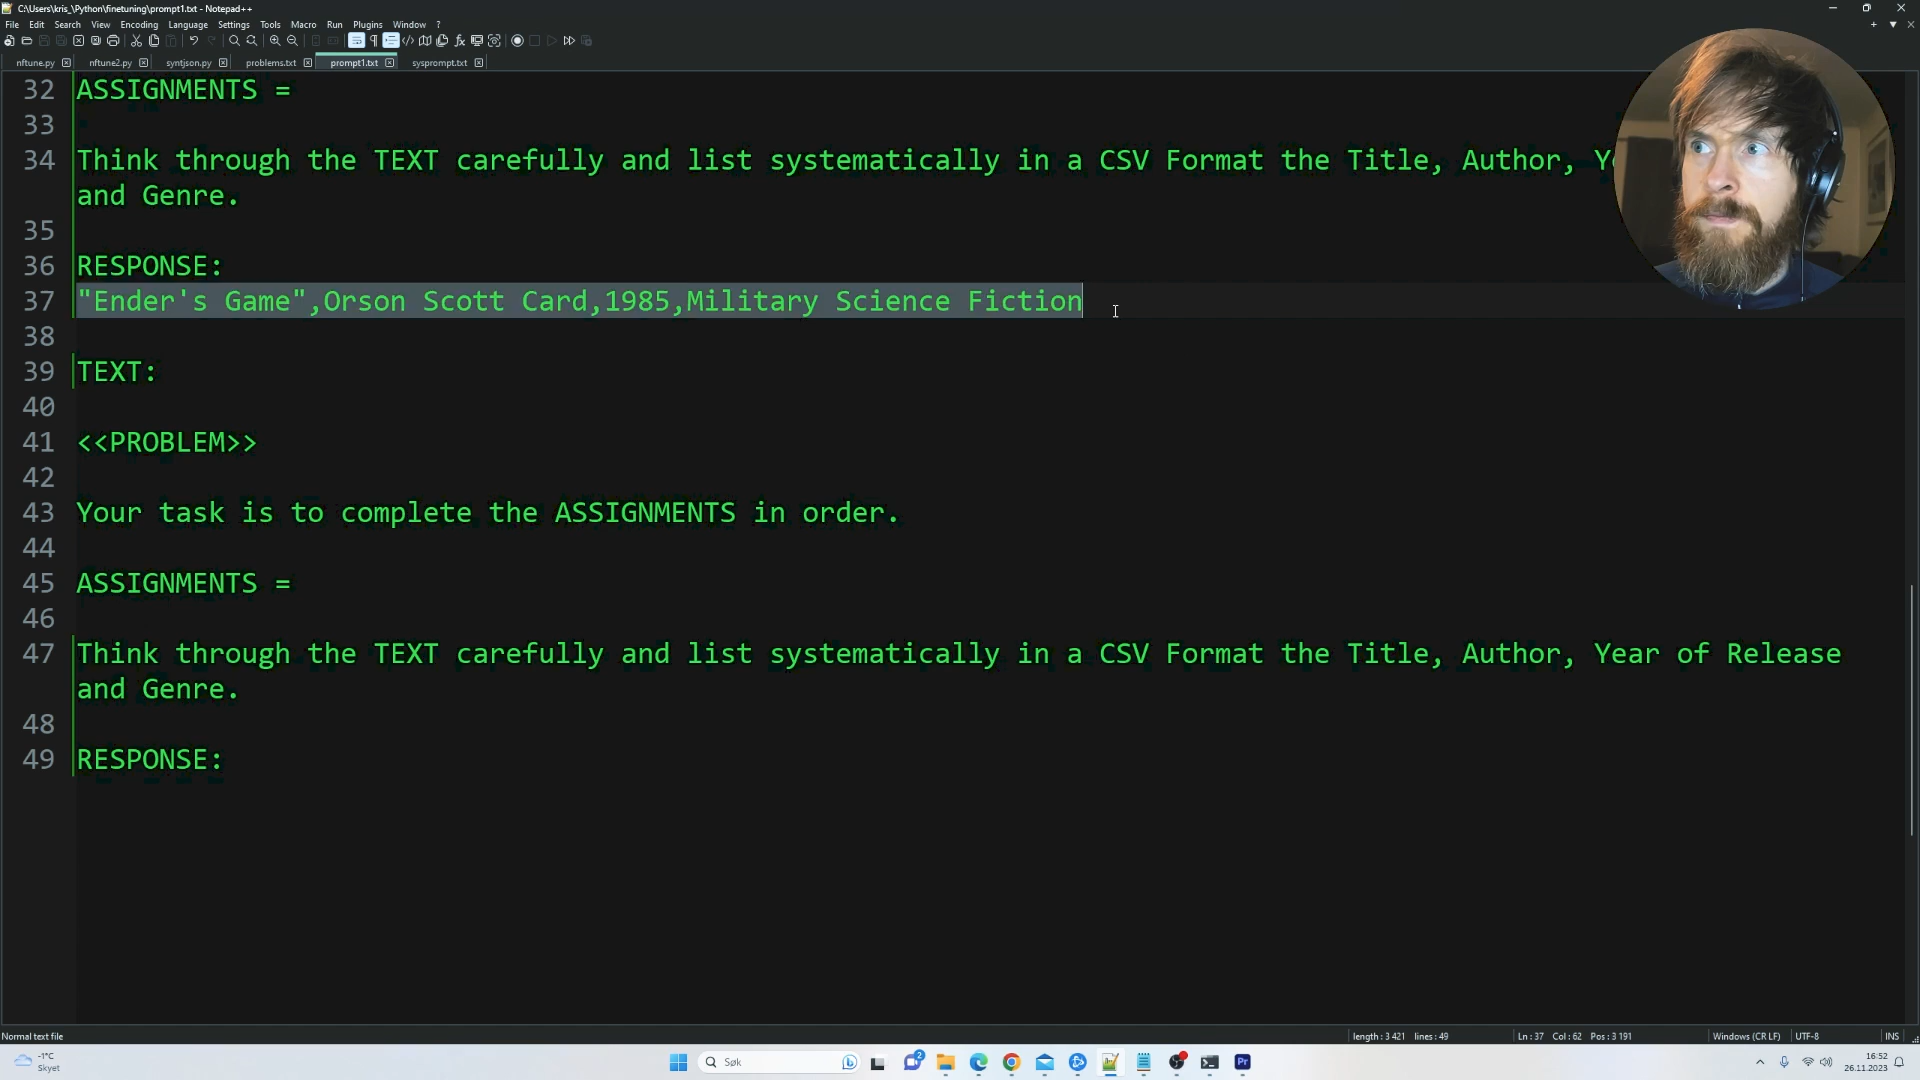 C:\Users\kris_\Python\finetuning\prompt1.txt - Notepad++
File Edit Search View Encoding Language Settings Tools Macro Run Plugins Window ?
nftune.py nftune2.py syntjson.py problems.txt prompt1.txt sysprompt.txt
32 ASSIGNMENTS =
33
34 Think through the TEXT carefully and list systematically in a CSV Format the Title, Author,
and Genre.
35
36 RESPONSE:
37 "Ender's Game",Orson Scott Card,1985,Military Science Fiction
38
39 TEXT:
40
41 <<PROBLEM>>
42
43 Your task is to complete the ASSIGNMENTS in order.
44
45 ASSIGNMENTS =
46
47 Think through the TEXT carefully and list systematically in a CSV Format the Title, Author, Year of Release
and Genre.
48
49 RESPONSE:
Normal text file length : 3 421 lines : 49 Ln : 37 Col : 62 Pos : 3 191 Windows (CR LF) UTF-8 INS
-1°C
Skyet
Søk
2
Pr
16:52
26.11.2023